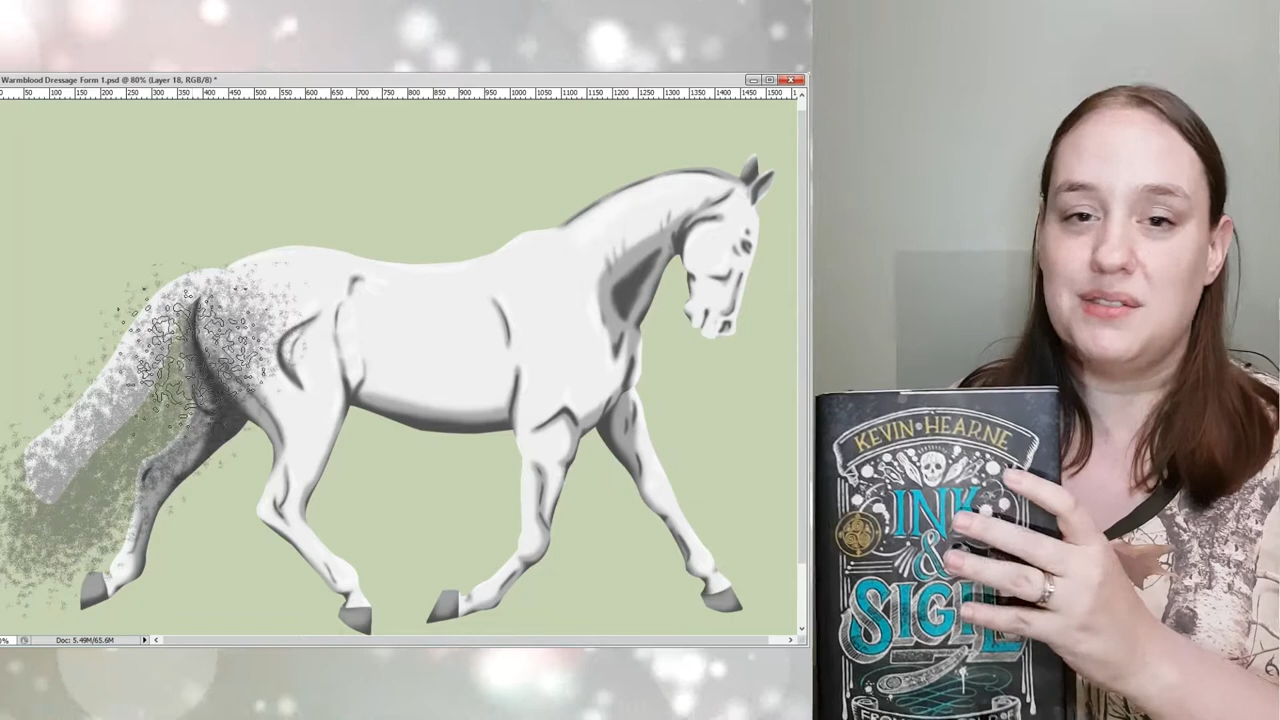 Warmblood Dressage Form 1.psd @ 80% (Layer 18, RGB/8) *
50 100 150 200 250 300 350 400 450 500 550 600 650 700 750 800 850 900 950 1000 1050 1100 1150 1200 1250 1300 1350 1400 1450 1500
Doc: 5.49M/65.6M
KEVIN HEARNE
INK
&
SIGIL